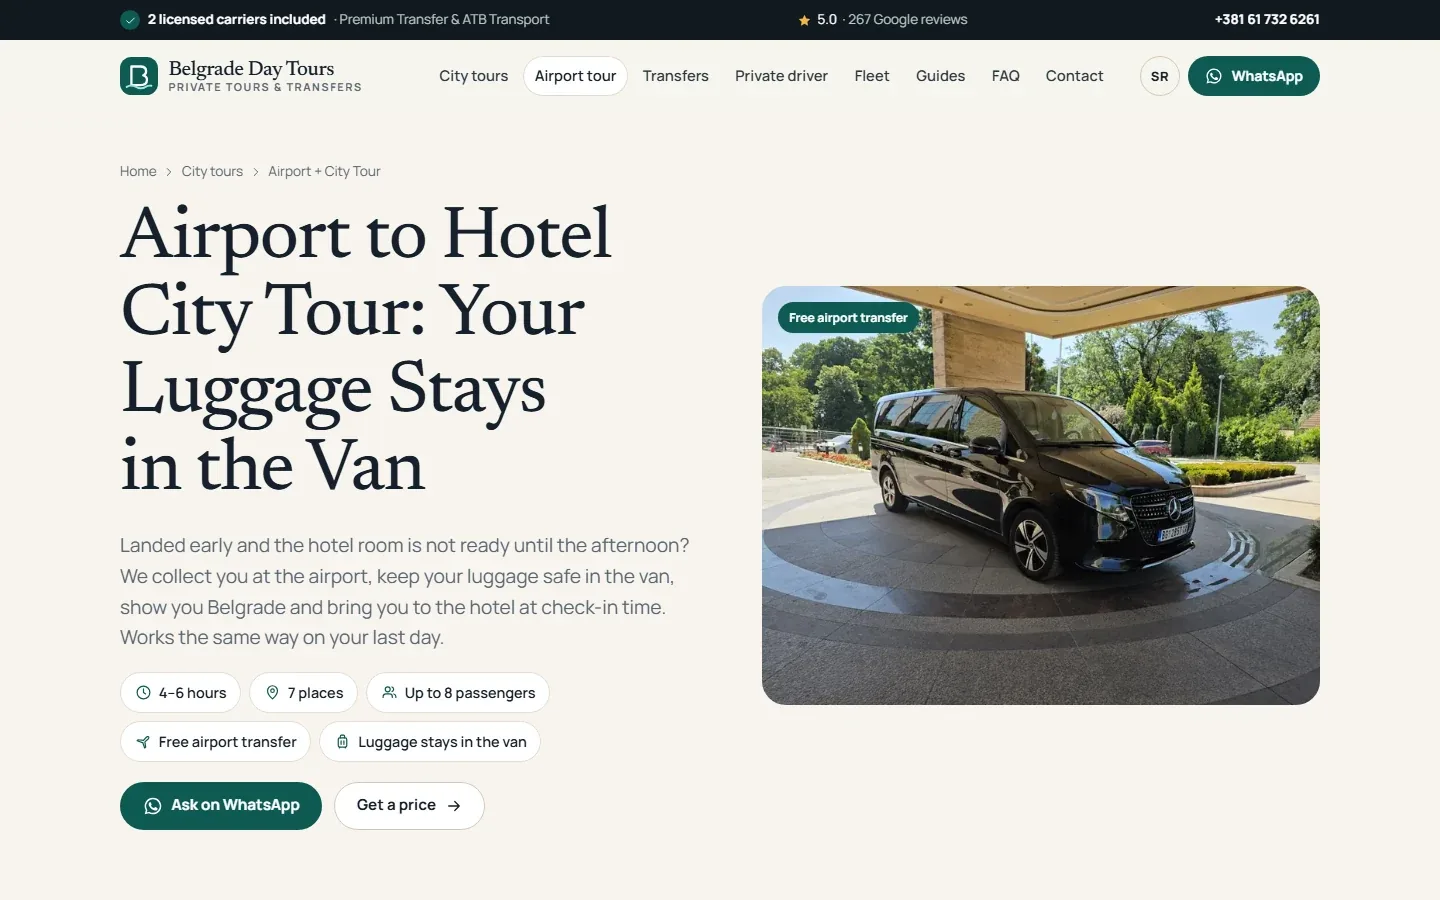 2 licensed carriers included · Premium Transfer & ATB Transport
5.0 · 267 Google reviews
+381 61 732 6261
Belgrade Day Tours
PRIVATE TOURS & TRANSFERS
City tours
Airport tour
Transfers
Private driver
Fleet
Guides
FAQ
Contact
SR
WhatsApp
Home > City tours > Airport + City Tour
Airport to Hotel
City Tour: Your
Luggage Stays
in the Van
Free airport transfer
Landed early and the hotel room is not ready until the afternoon?
We collect you at the airport, keep your luggage safe in the van,
show you Belgrade and bring you to the hotel at check-in time.
Works the same way on your last day.
4–6 hours
7 places
Up to 8 passengers
Free airport transfer
Luggage stays in the van
Ask on WhatsApp
Get a price →